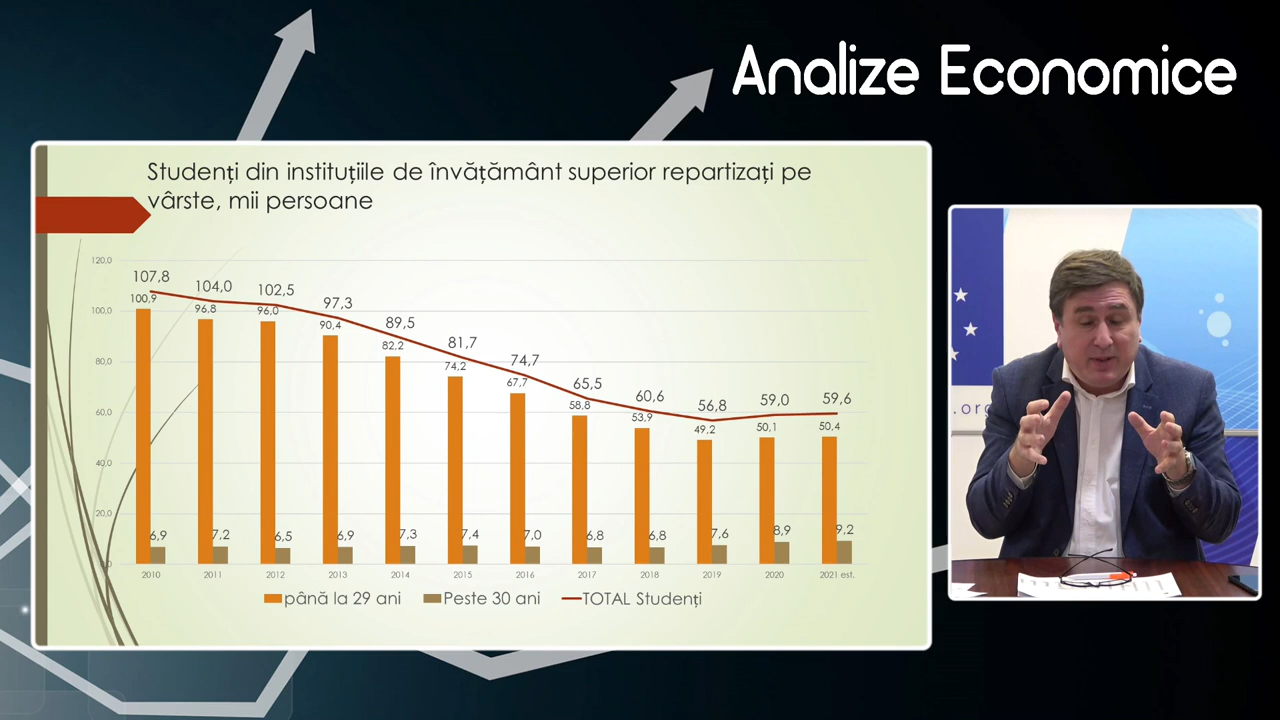 Analize Economice
Studenți din instituțiile de învățământ superior repartizați pe
vârste, mii persoane
120,0
100,0
80,0
60,0
40,0
20,0
107,8 104,0 102,5 97,3 89,5 81,7 74,7 65,5 60,6 56,8 59,0 59,6
100,9 96,8 96,0 90,4 82,2 74,2 67,7 58,8 53,9 49,2 50,1 50,4
6,9 7,2 6,5 6,9 7,3 7,4 7,0 6,8 6,8 7,6 8,9 9,2
2010 2011 2012 2013 2014 2015 2016 2017 2018 2019 2020 2021 est.
până la 29 ani Peste 30 ani TOTAL Studenți
.org